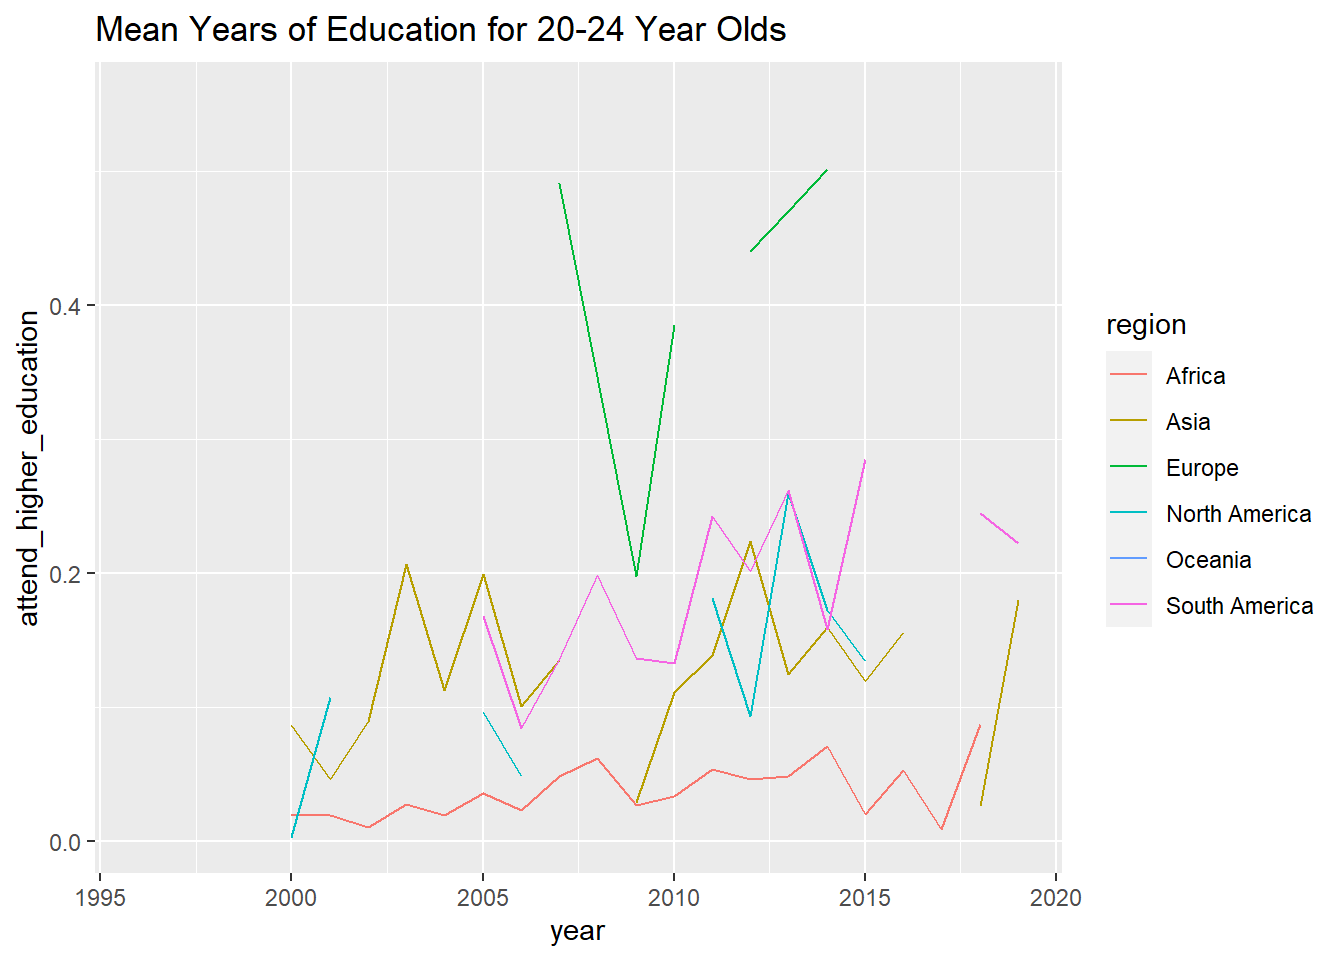 Mean Years of Education for 20-24 Year Olds
attend_higher_education
0.4
0.2
0.0
1995 2000 2005 2010 2015 2020
year
region
Africa
Asia
Europe
North America
Oceania
South America